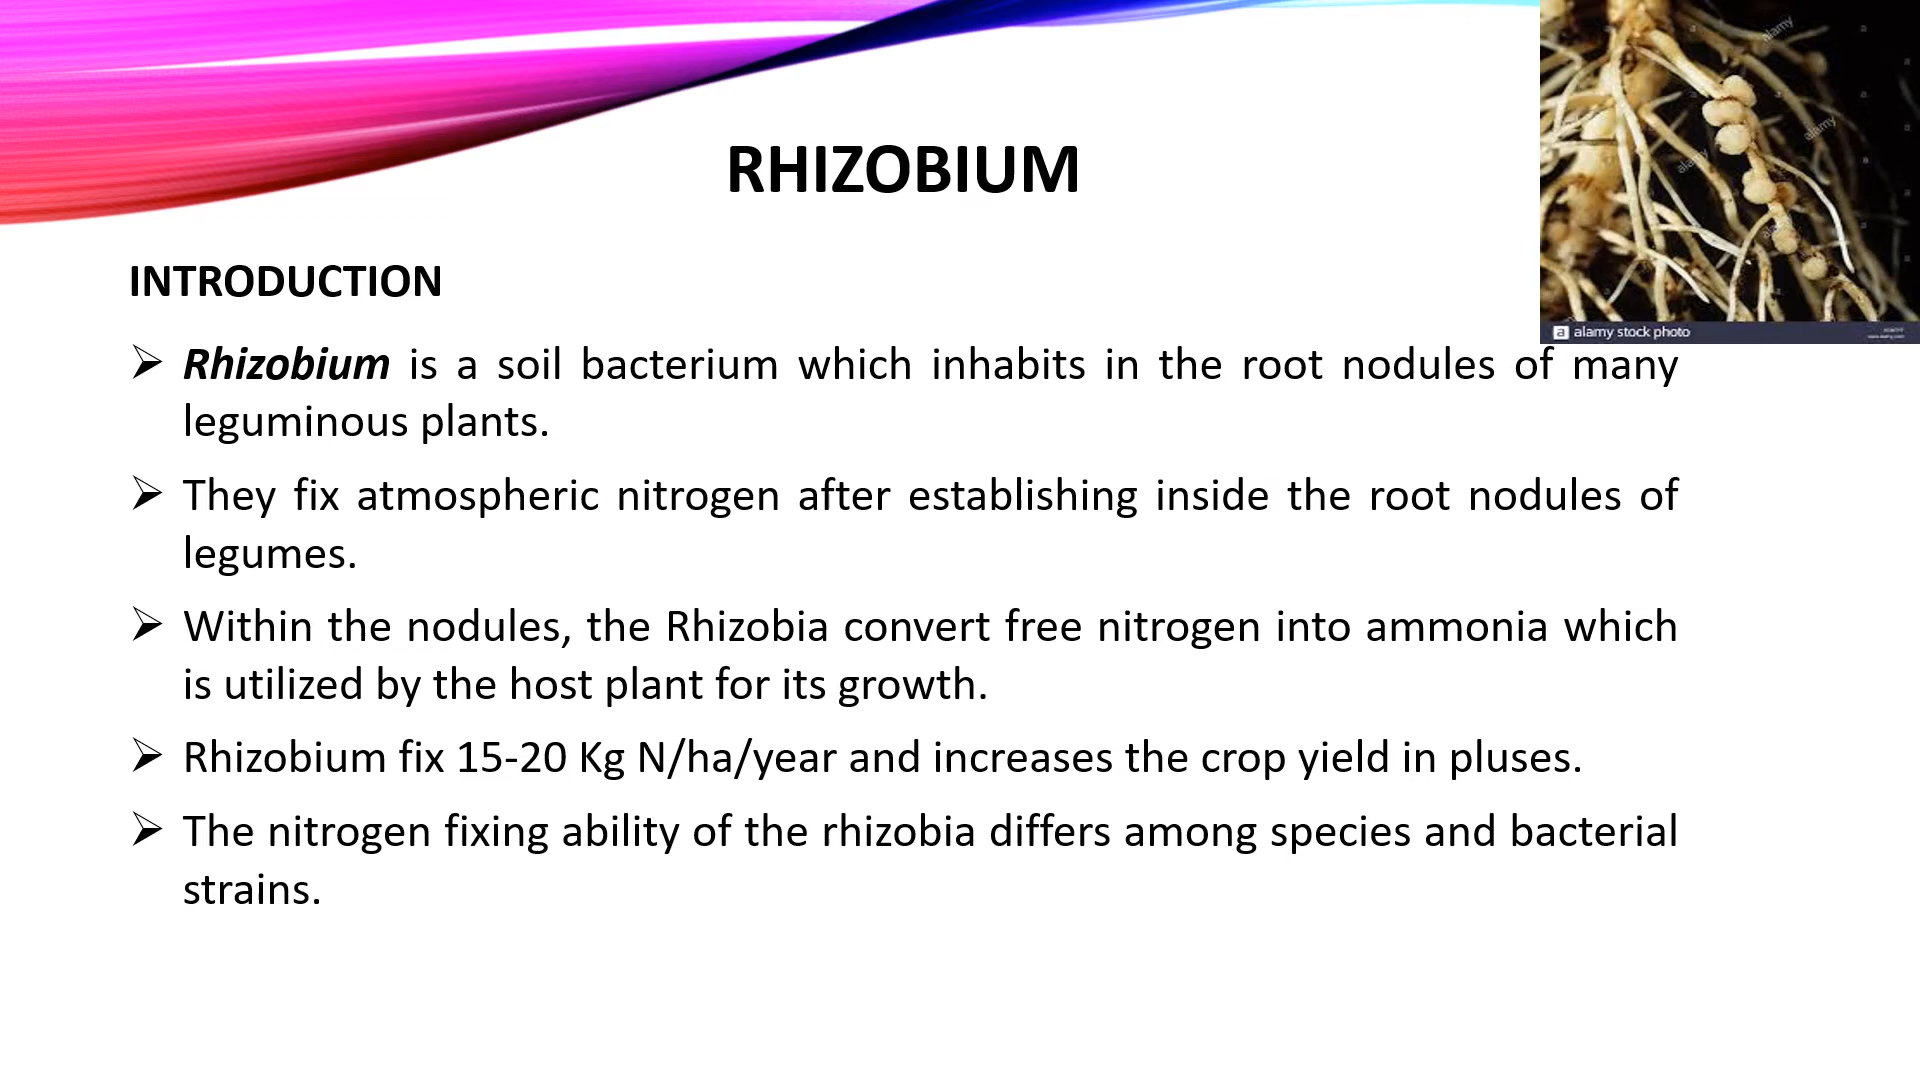 RHIZOBIUM
INTRODUCTION
➢ Rhizobium is a soil bacterium which inhabits in the root nodules of many
leguminous plants.
➢ They fix atmospheric nitrogen after establishing inside the root nodules of
legumes.
➢ Within the nodules, the Rhizobia convert free nitrogen into ammonia which
is utilized by the host plant for its growth.
➢ Rhizobium fix 15-20 Kg N/ha/year and increases the crop yield in pluses.
➢ The nitrogen fixing ability of the rhizobia differs among species and bacterial
strains.
alamy
alamy
alamy
alamy
a alamy stock photo